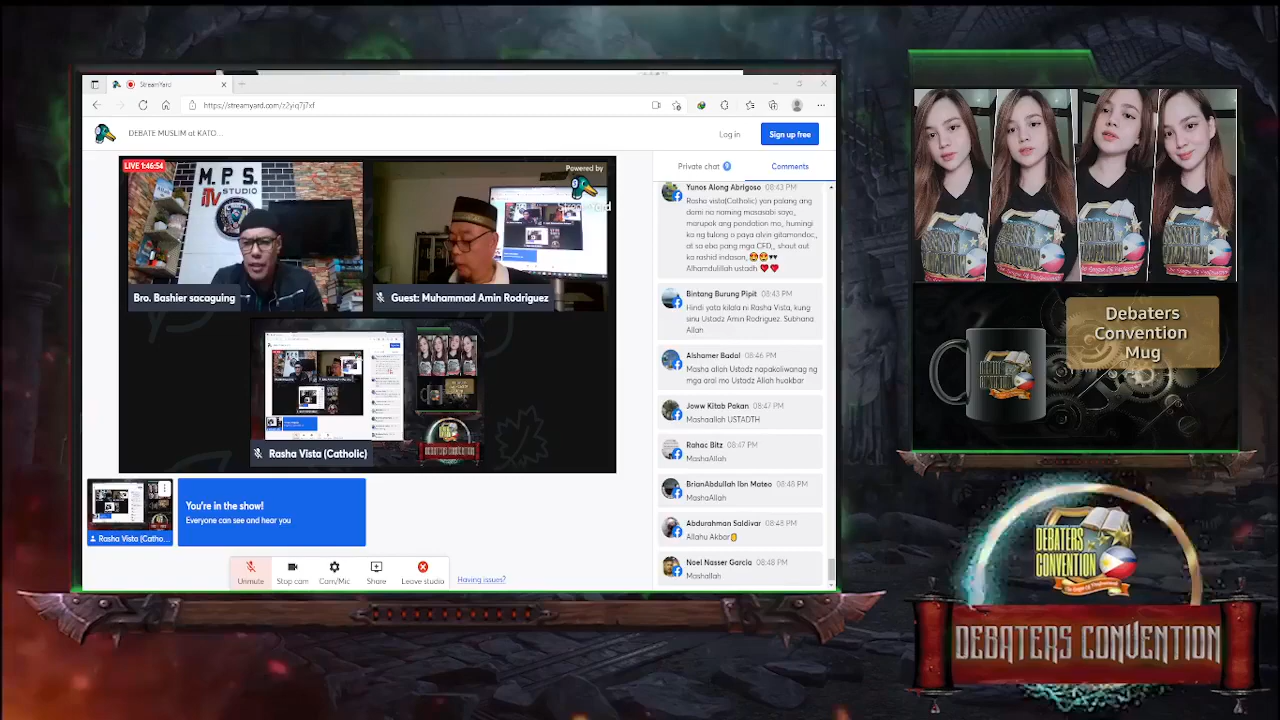 StreamYard
https://streamyard.com/z2yiq7j7xf
DEBATE MUSLIM at KATO...
Log in
Sign up free
LIVE 1:46:54
M.P.S.
iTV
STUDIO
Bro. Bashier sacaguing
Powered by
Guest: Muhammad Amin Rodriguez
Rasha Vista (Catholic)
Rasha Vista (Catho...
You're in the show!
Everyone can see and hear you
Unmute
Stop cam
Cam/Mic
Share
Leave studio
Having issues?
Private chat
Comments
Yunos Along Abrigoso 08:43 PM
Rasha vista(Catholic) yan palang ang
dami na naming masasabi sayo,
marupok ang pondation mo, humingi
ka ng tulong o paya alvin gitamondoc,,
at sa eba pang mga CFD,, shout out
ka rashid indasan, 😍😍🕶
Alhamdulillah ustadh ❤❤
Bintang Burung Pipit 08:43 PM
Hindi yata kilala ni Rasha Vista, kung
sinu Ustadz Amin Rodriguez. Subnana
Allah
Alshamer Badal 08:46 PM
Masha allah Ustadz napakaliwanag ng
mga aral mo Ustadz Allah huakbar
Joww Kitab Pakan 08:47 PM
Mashaallah USTADTH
Rahac Bitz 08:47 PM
MashaAllah
BrianAbdullah Ibn Mateo 08:48 PM
MashaAllah
Abdurahman Saldivar 08:48 PM
Allahu Akbar
Noel Nasser Garcia 08:48 PM
Mashallah
Debaters
Convention
Mug
DEBATERS
CONVENTION
DEBATERS CONVENTION